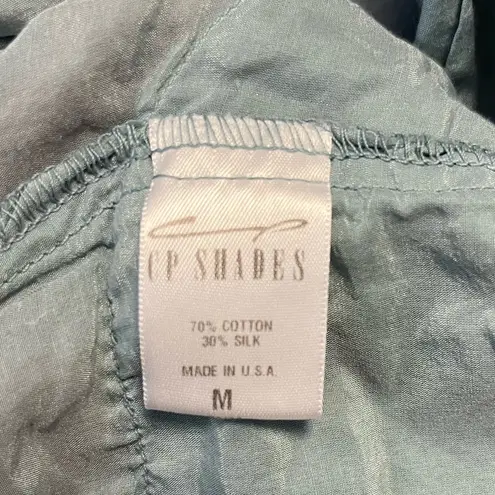 CP SHADES
70% COTTON
30% SILK
MADE IN U.S.A.
M